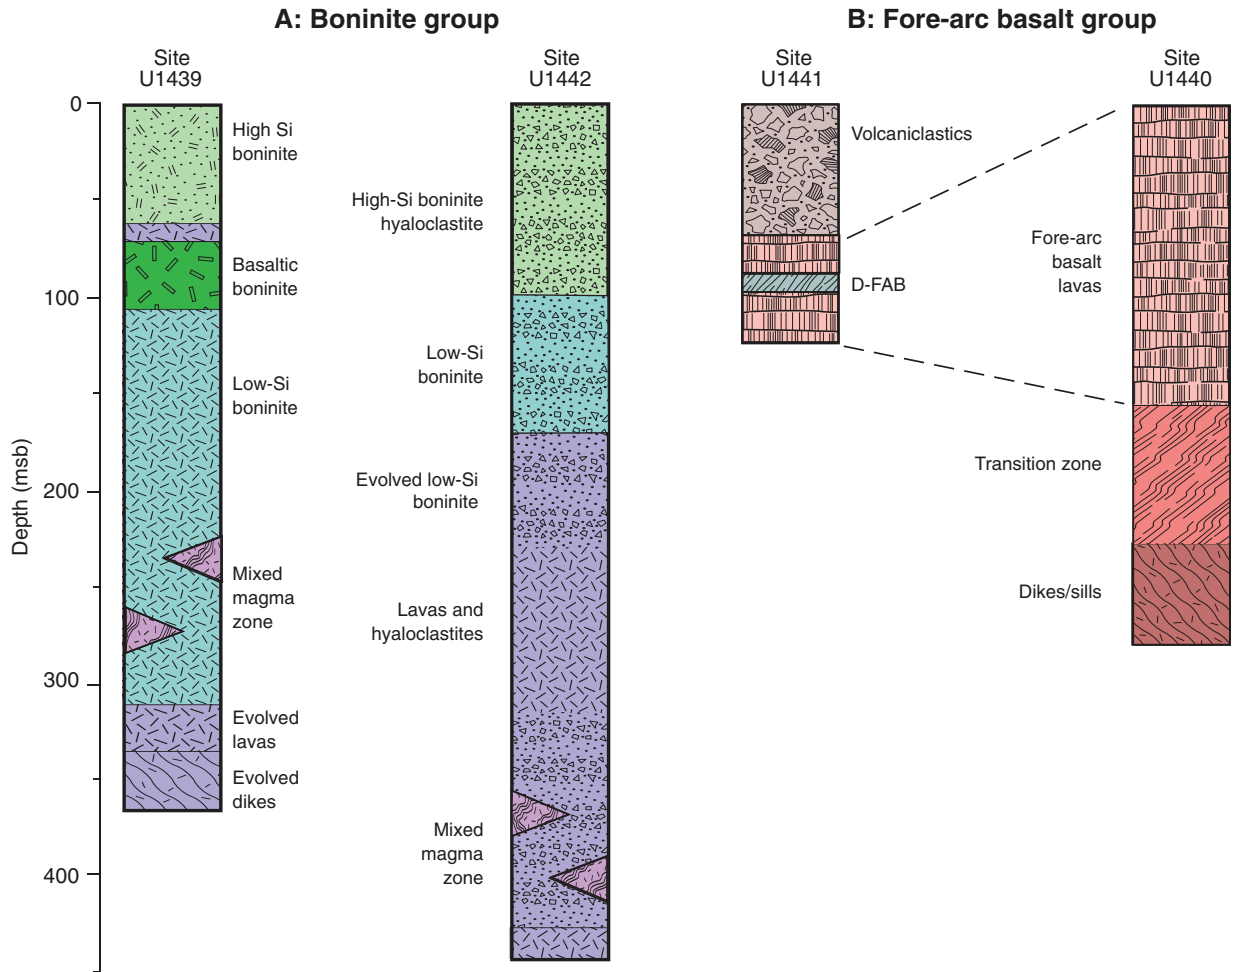 A: Boninite group
B: Fore-arc basalt group
Site
U1439
Site
U1442
Site
U1441
Site
U1440
Depth (msb)
0
100
200
300
400
High Si
boninite
Basaltic
boninite
Low-Si
boninite
Mixed
magma
zone
Evolved
lavas
Evolved
dikes
High-Si boninite
hyaloclastite
Low-Si
boninite
Evolved low-Si
boninite
Lavas and
hyaloclastites
Mixed
magma
zone
Volcaniclastics
D-FAB
Fore-arc
basalt
lavas
Transition zone
Dikes/sills